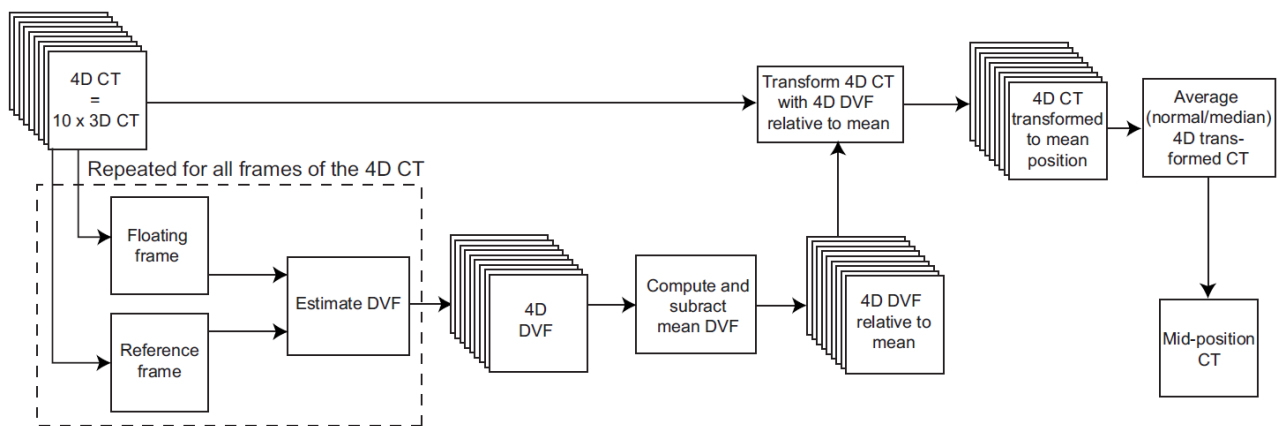 4D CT
=
10 x 3D CT
Repeated for all frames of the 4D CT
Floating
frame
Reference
frame
Estimate DVF
4D
DVF
Compute and
subract
mean DVF
4D DVF
relative to
mean
Transform 4D CT
with 4D DVF
relative to mean
4D CT
transformed
to mean
position
Average
(normal/median)
4D trans-
formed CT
Mid-position
CT